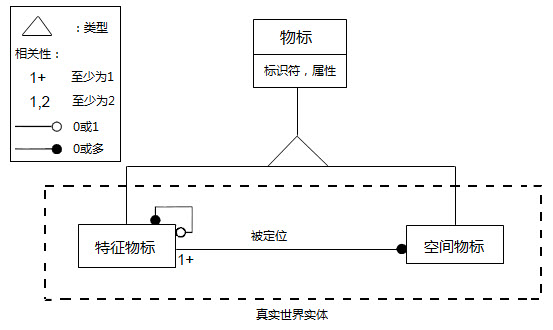 ：类型
相关性：
1+ 至少为1
1,2 至少为2
0或1
0或多
物标
标识符，属性
特征物标
1+
被定位
空间物标
真实世界实体